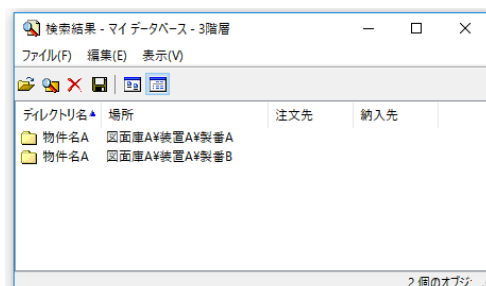 検索結果 - マイ データベース - 3階層
ファイル(F) 編集(E) 表示(V)
ディレクトリ名 場所 注文先 納入先
物件名A 図面庫A¥装置A¥製番A
物件名A 図面庫A¥装置A¥製番B
2 個のオブジ